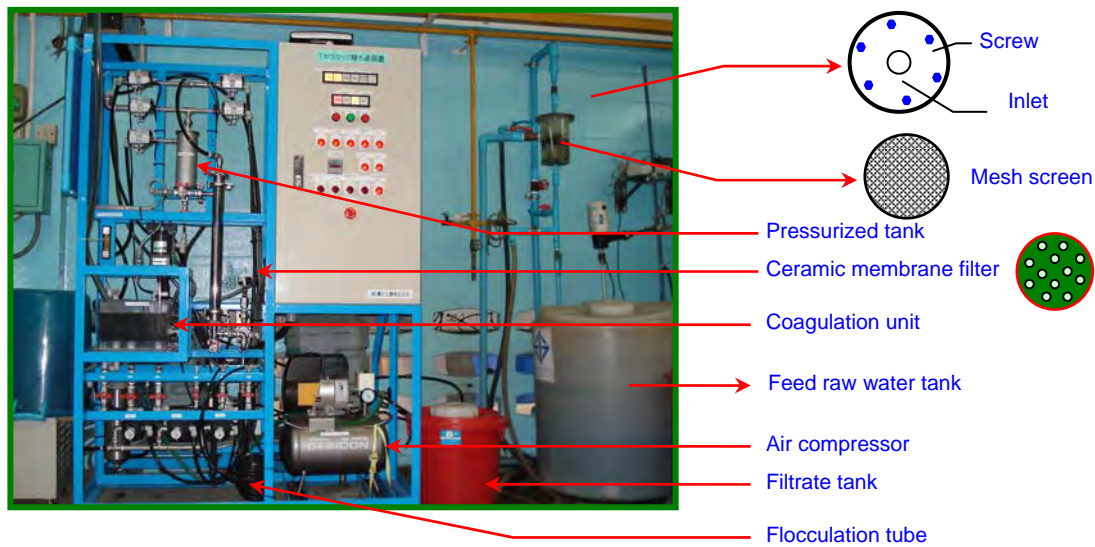 Screw
Inlet
Mesh screen
Pressurized tank
Ceramic membrane filter
Coagulation unit
Feed raw water tank
Air compressor
Filtrate tank
Flocculation tube